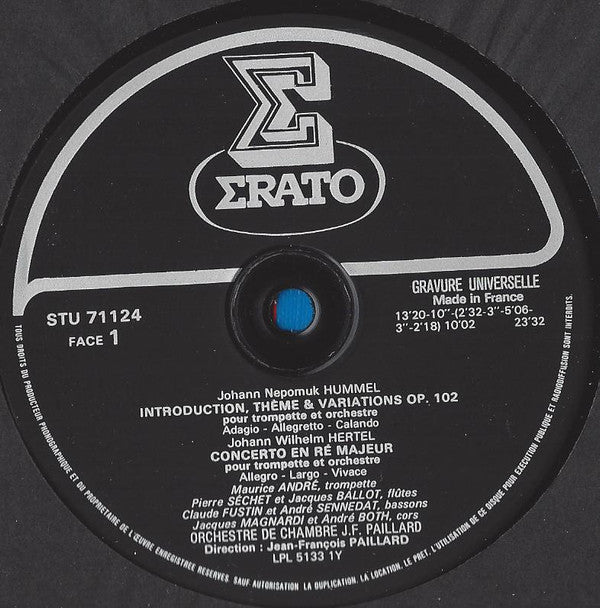 Σ
ΣRATO
GRAVURE UNIVERSELLE
Made in France
13'20-10"-(2'32-3"-5'06-
3"-2'18) 10'02 23'32
STU 71124
FACE 1
Johann Nepomuk HUMMEL
INTRODUCTION, THÈME & VARIATIONS OP. 102
pour trompette et orchestre
Adagio - Allegretto - Calando
Johann Wilhelm HERTEL
CONCERTO EN RÉ MAJEUR
pour trompette et orchestre
Allegro - Largo - Vivace
Maurice ANDRÉ, trompette
Pierre SÉCHET et Jacques BALLOT, flûtes
Claude FUSTIN et André SENNEDAT, bassons
Jacques MAGNARDI et André BOTH, cors
ORCHESTRE DE CHAMBRE J.F. PAILLARD
Direction : Jean-François PAILLARD
LPL 5133 1Y
TOUS DROITS DU PRODUCTEUR PHONOGRAPHIQUE ET DU PROPRIÉTAIRE DE L'ŒUVRE ENREGISTRÉE RÉSERVÉS SAUF AUTORISATION LA DUPLICATION, LA LOCATION, LE PRÊT, L'UTILISATION DE CE DISQUE POUR EXÉCUTION PUBLIQUE ET RADIODIFFUSION SONT INTERDITS.